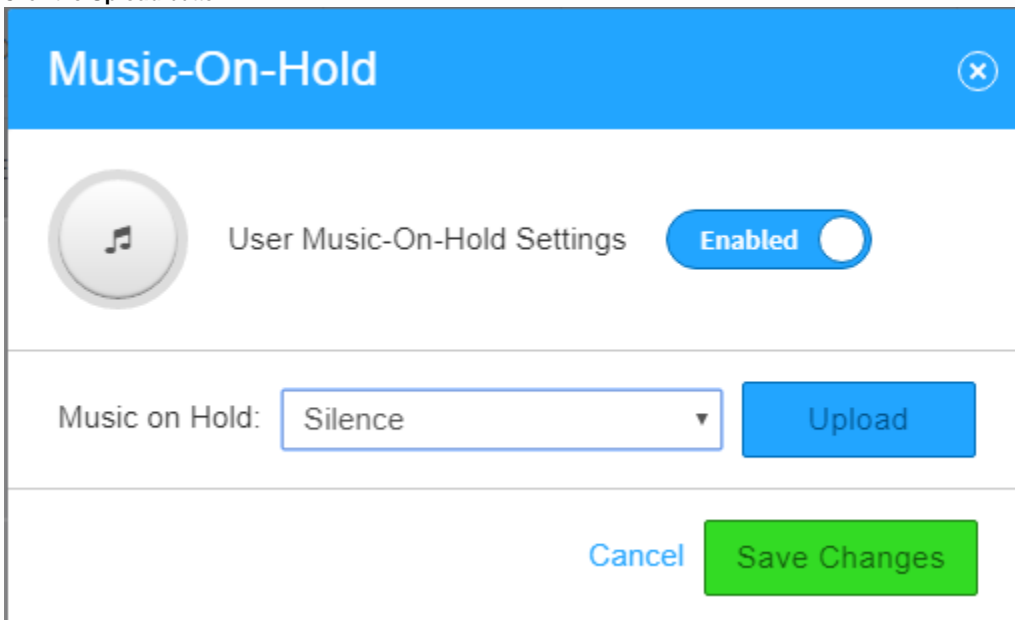 Music-On-Hold
User Music-On-Hold Settings Enabled
Music on Hold: Silence Upload
Cancel Save Changes